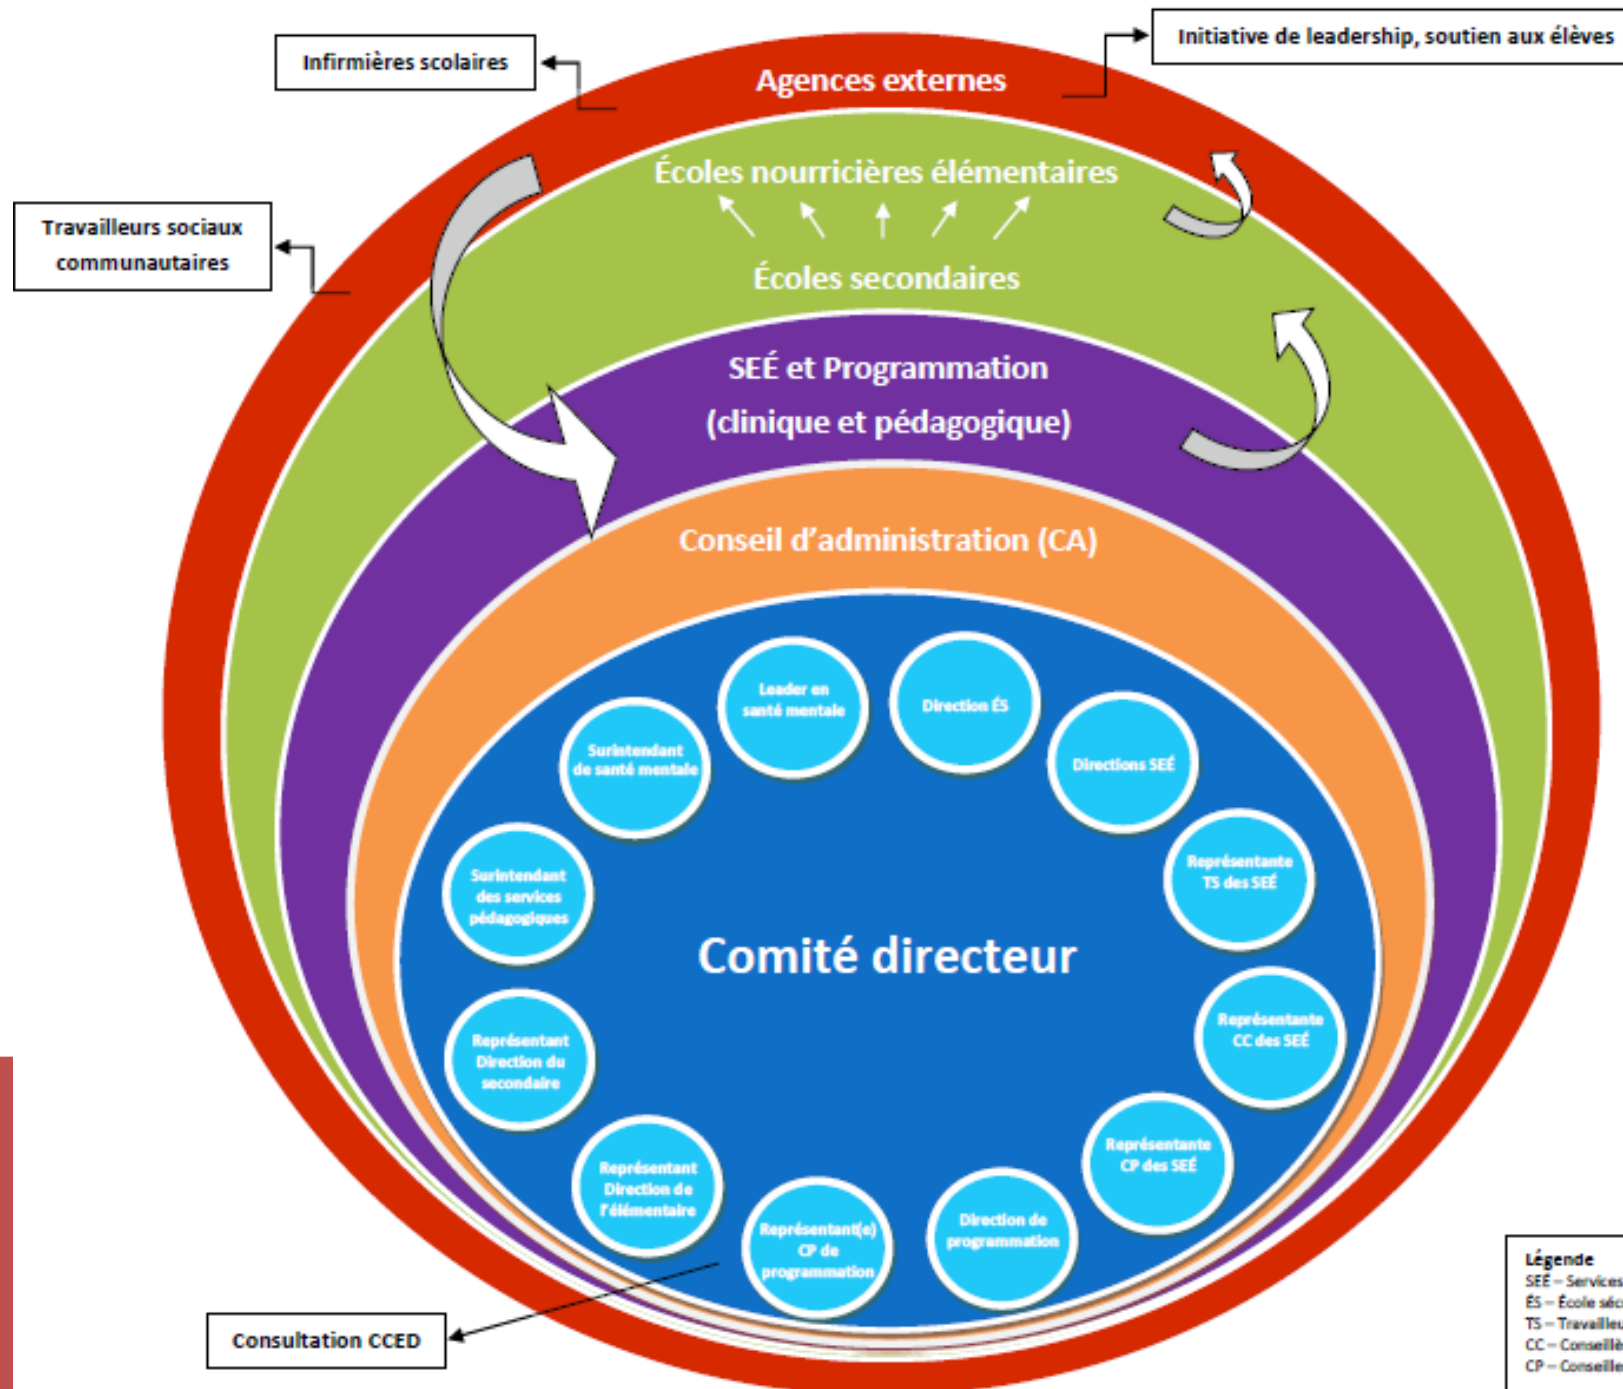 Infirmières scolaires
Initiative de leadership, soutien aux élèves
Agences externes
Travailleurs sociaux
communautaires
Écoles nourricières élémentaires
Écoles secondaires
SEÉ et Programmation
(clinique et pédagogique)
Conseil d'administration (CA)
Leader en
santé mentale
Direction ÉS
Surintendant
de santé mentale
Directions SEÉ
Surintendant
des services
pédagogiques
Représentante
TS des SEÉ
Comité directeur
Représentant
Direction du
secondaire
Représentante
CC des SEÉ
Représentant
Direction de
l'élémentaire
Représentante
CP des SEÉ
Représentant(e)
CP de
programmation
Direction de
programmation
Consultation CCED
Légende
SEÉ – Services
ÉS – École
TS –
CC –
CP –